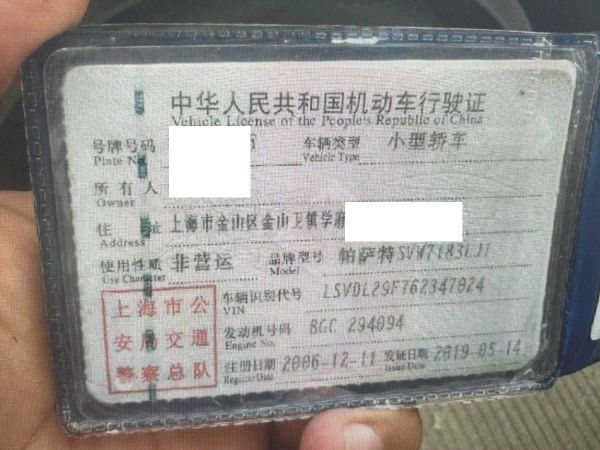 中华人民共和国机动车行驶证
Vehicle License of the People's Republic of China
号牌号码 车辆类型 小型轿车
Plate No. Vehicle Type
所有人
Owner
住址 上海市金山区金山卫镇学府
Address
使用性质 非营运 品牌型号 帕萨特SVW7183LJI
Use Character Model
上海市公 车辆识别代号 LSVDL29F762347024
VIN
安局交通 发动机号码 BGC 294094
Engine No.
警察总队 注册日期 2006-12-11 发证日期 2019-05-14
Register Date Issue Date